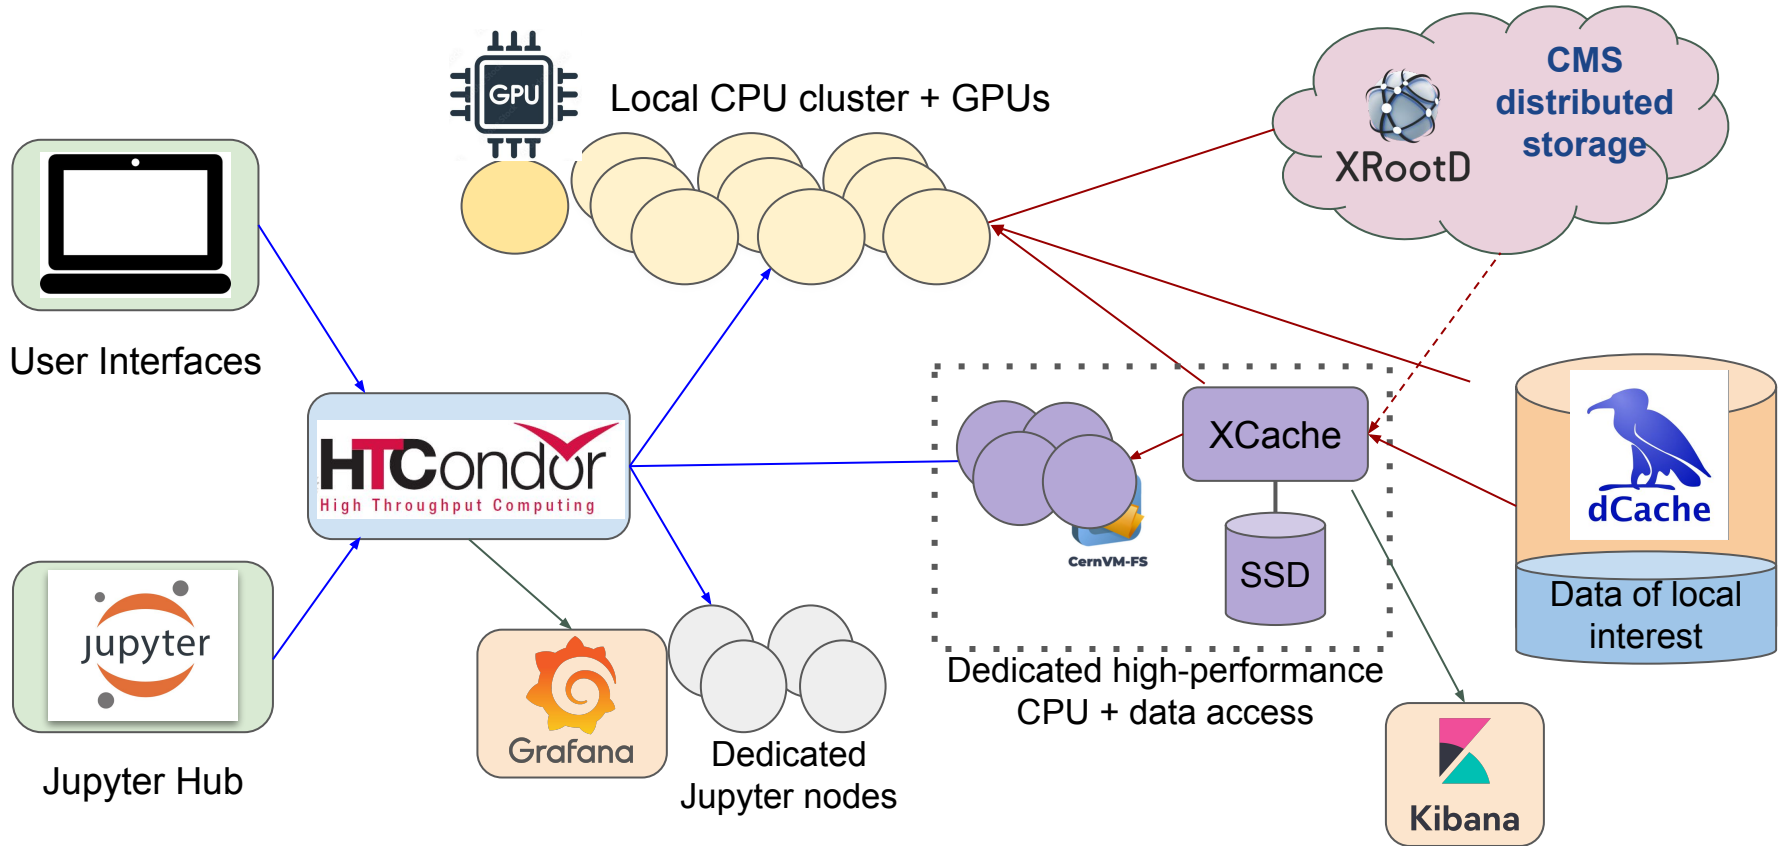 GPU
Local CPU cluster + GPUs
CMS
distributed
storage
XRootD
User Interfaces
HTCondor
High Throughput Computing
XCache
dCache
CernVM-FS
SSD
Data of local
interest
jupyter
Jupyter Hub
Grafana
Dedicated
Jupyter nodes
Dedicated high-performance
CPU + data access
Kibana